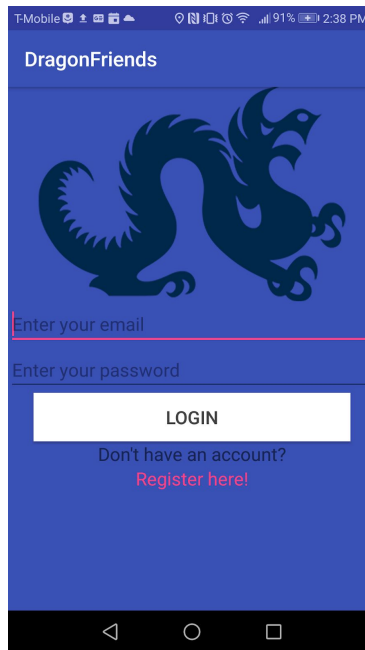 T-Mobile 91% 2:38 PM
DragonFriends
Enter your email
Enter your password
LOGIN
Don't have an account?
Register here!